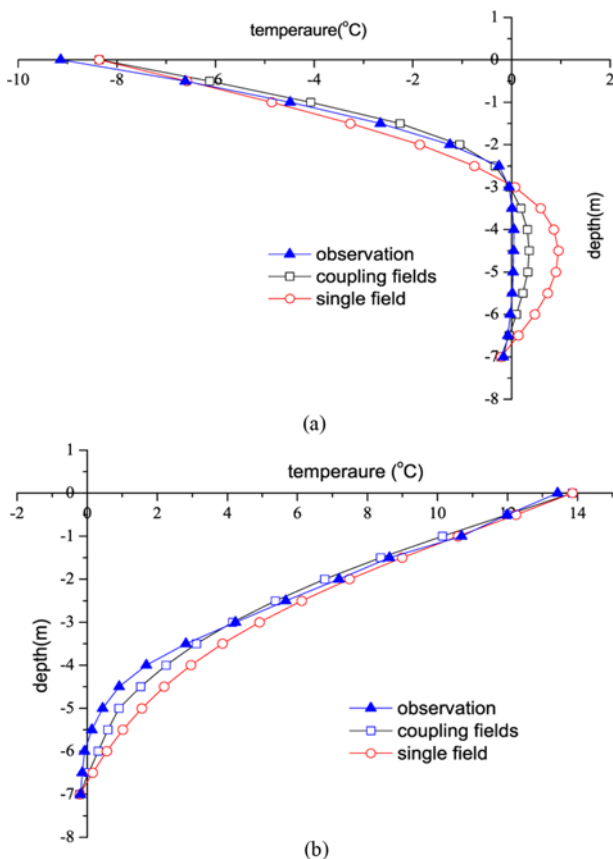 temperaure(°C)
-10 -8 -6 -4 -2 0 2
1
0
-1
-2
-3
-4
-5
-6
-7
-8
depth(m)
observation
coupling fields
single field
(a)
temperaure (°C)
1
0
-1
-2
-3
-4
-5
-6
-7
-8
-2 0 2 4 6 8 10 12 14
depth(m)
observation
coupling fields
single field
(b)